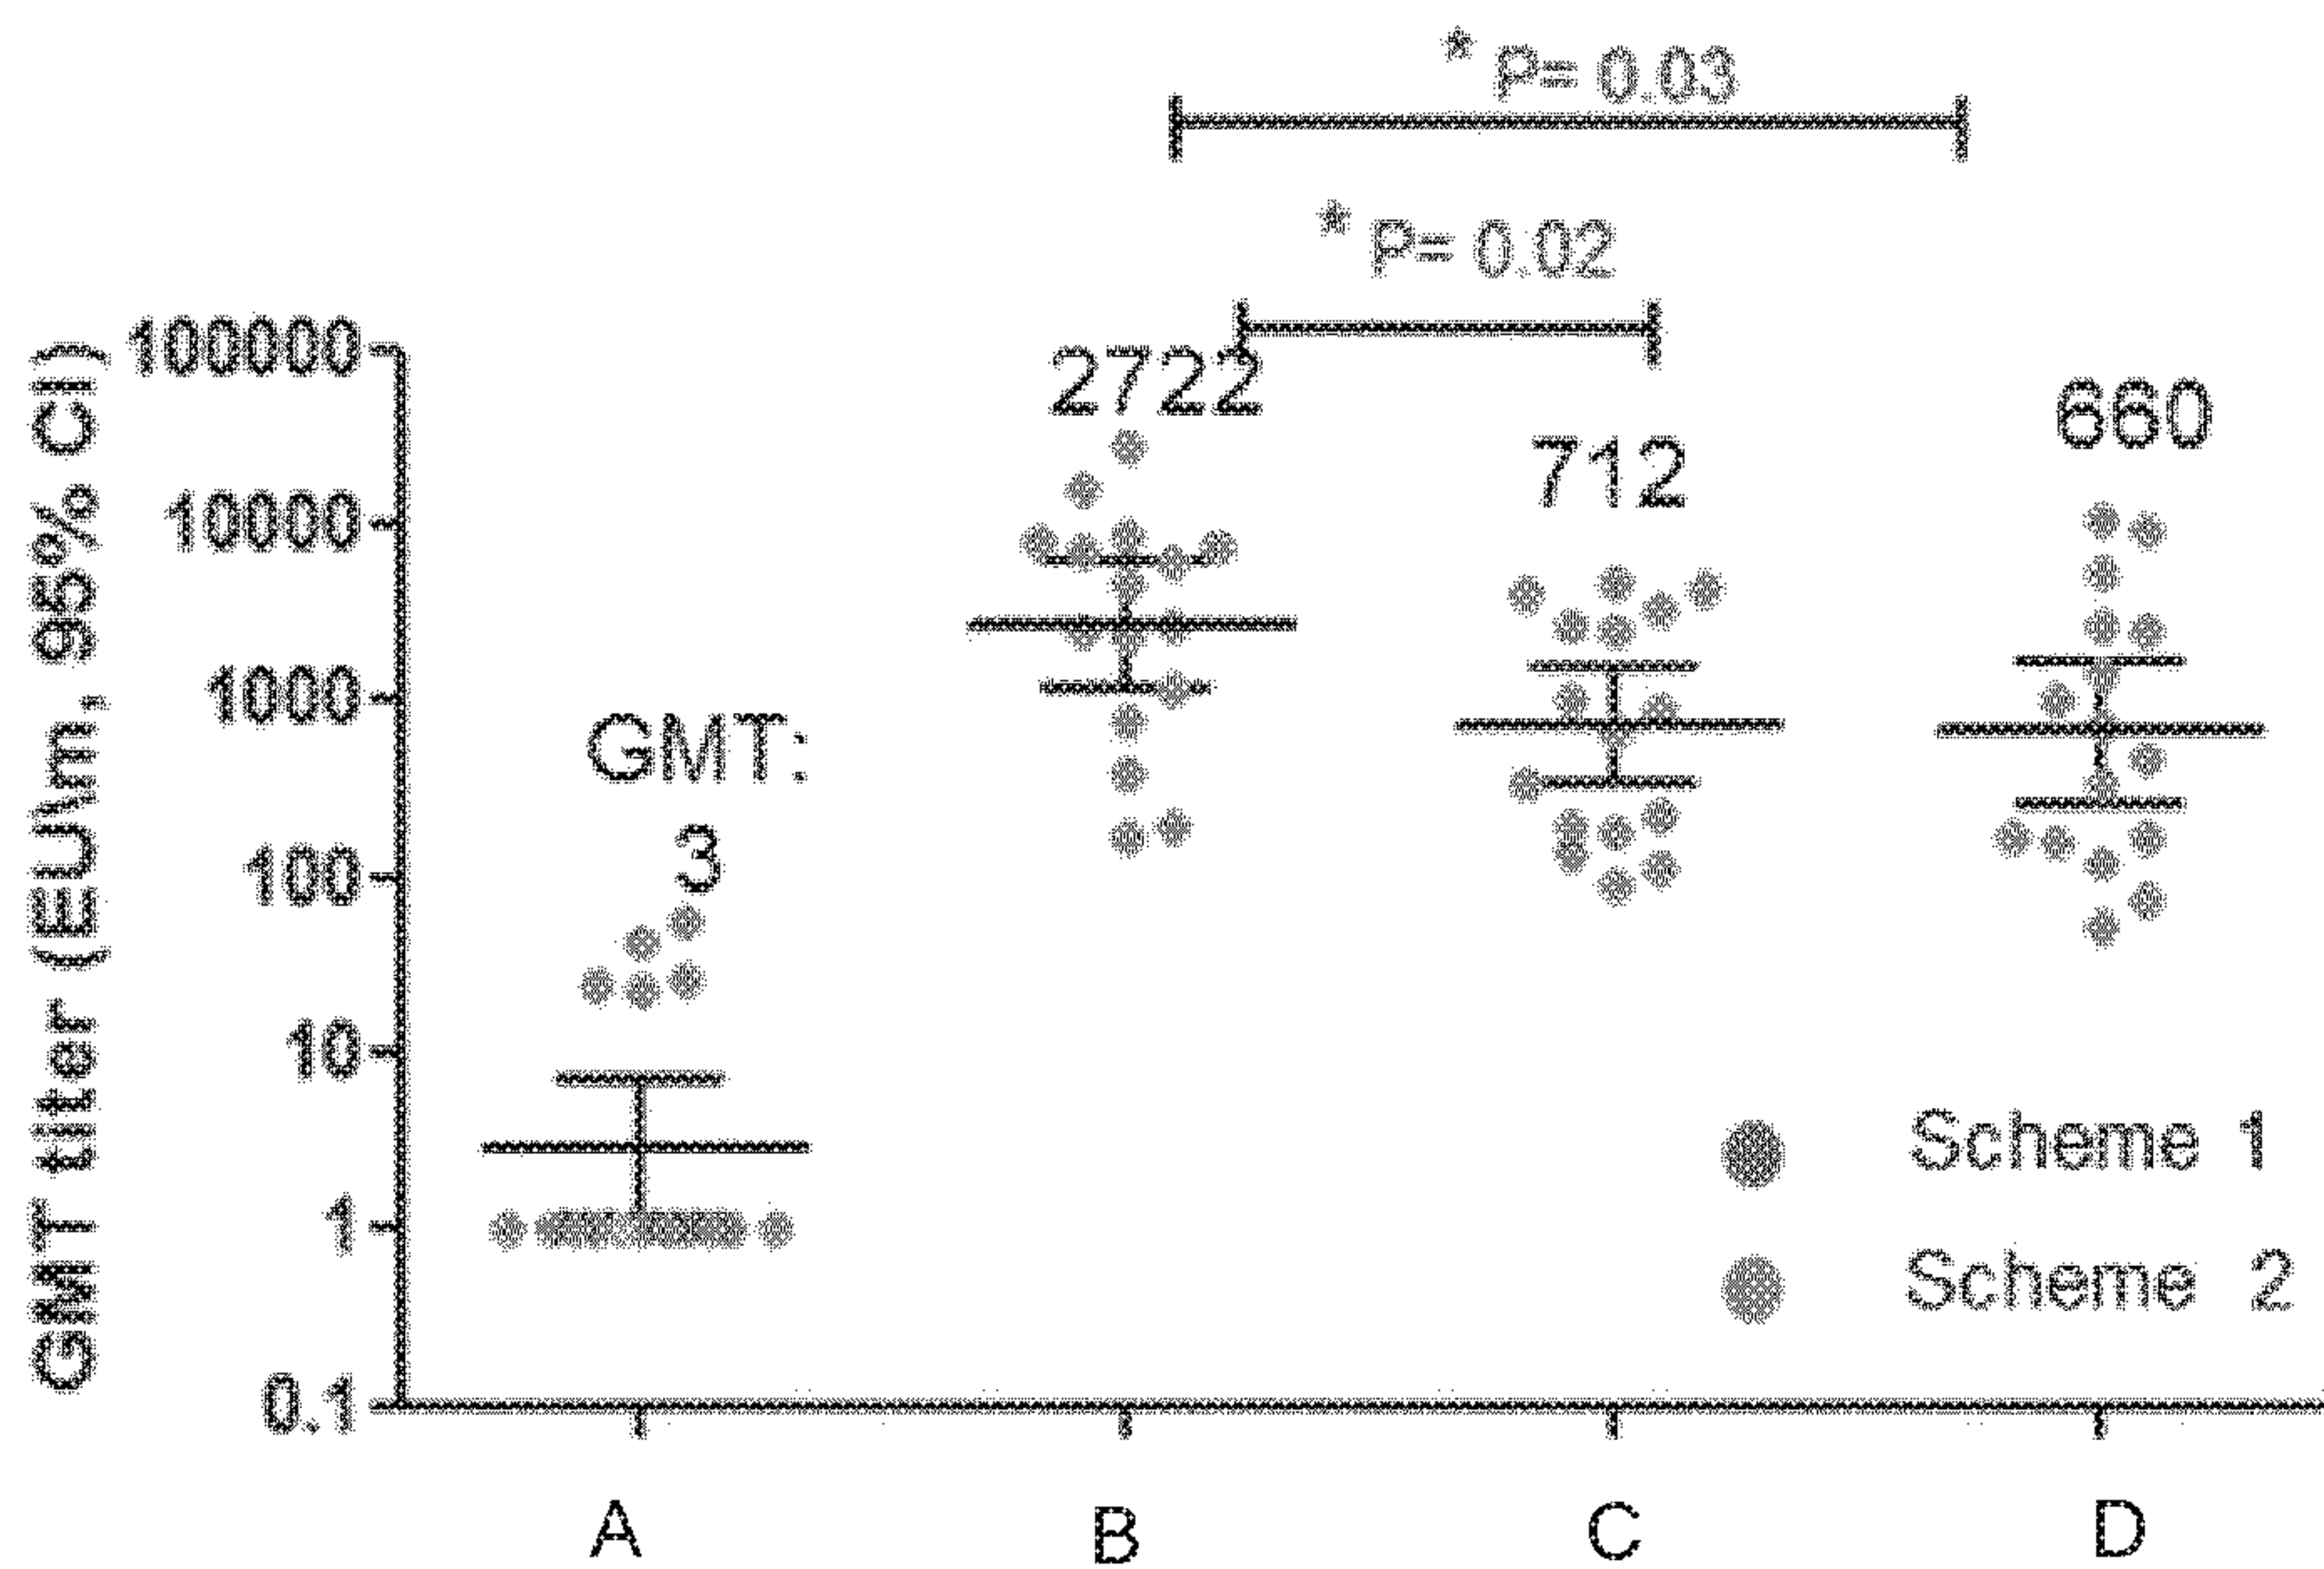 * P= 0.03
* P= 0.02
GMT titer (EU\m, 95% CI)
100000
10000
1000
100
10
1
0.1
GMT:
3
2722
712
660
Scheme 1
Scheme 2
A B C D